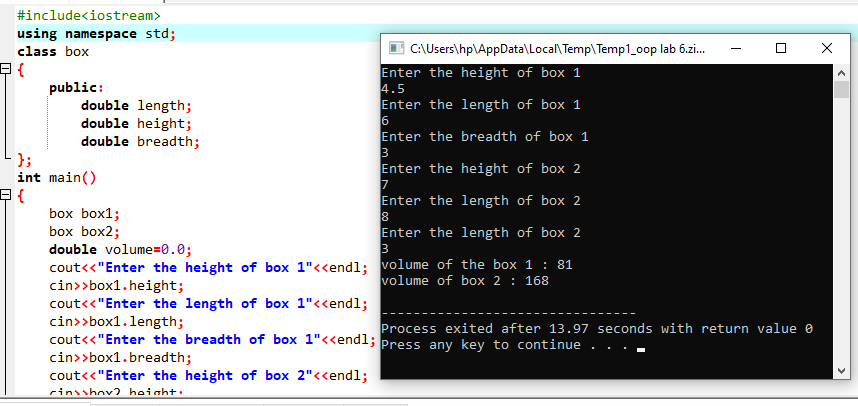 #include<iostream>
using namespace std;
class box
{
public:
double length;
double height;
double breadth;
};
int main()
{
box box1;
box box2;
double volume=0.0;
cout<<"Enter the height of box 1"<<endl;
cin>>box1.height;
cout<<"Enter the length of box 1"<<endl;
cin>>box1.length;
cout<<"Enter the breadth of box 1"<<endl;
cin>>box1.breadth;
cout<<"Enter the height of box 2"<<endl;
cin>>box2.height;
C:\Users\hp\AppData\Local\Temp\Temp1_oop lab 6.zi...
Enter the height of box 1
4.5
Enter the length of box 1
6
Enter the breadth of box 1
3
Enter the height of box 2
7
Enter the length of box 2
8
Enter the length of box 2
3
volume of the box 1 : 81
volume of box 2 : 168
--------------------------------
Process exited after 13.97 seconds with return value 0
Press any key to continue . . .